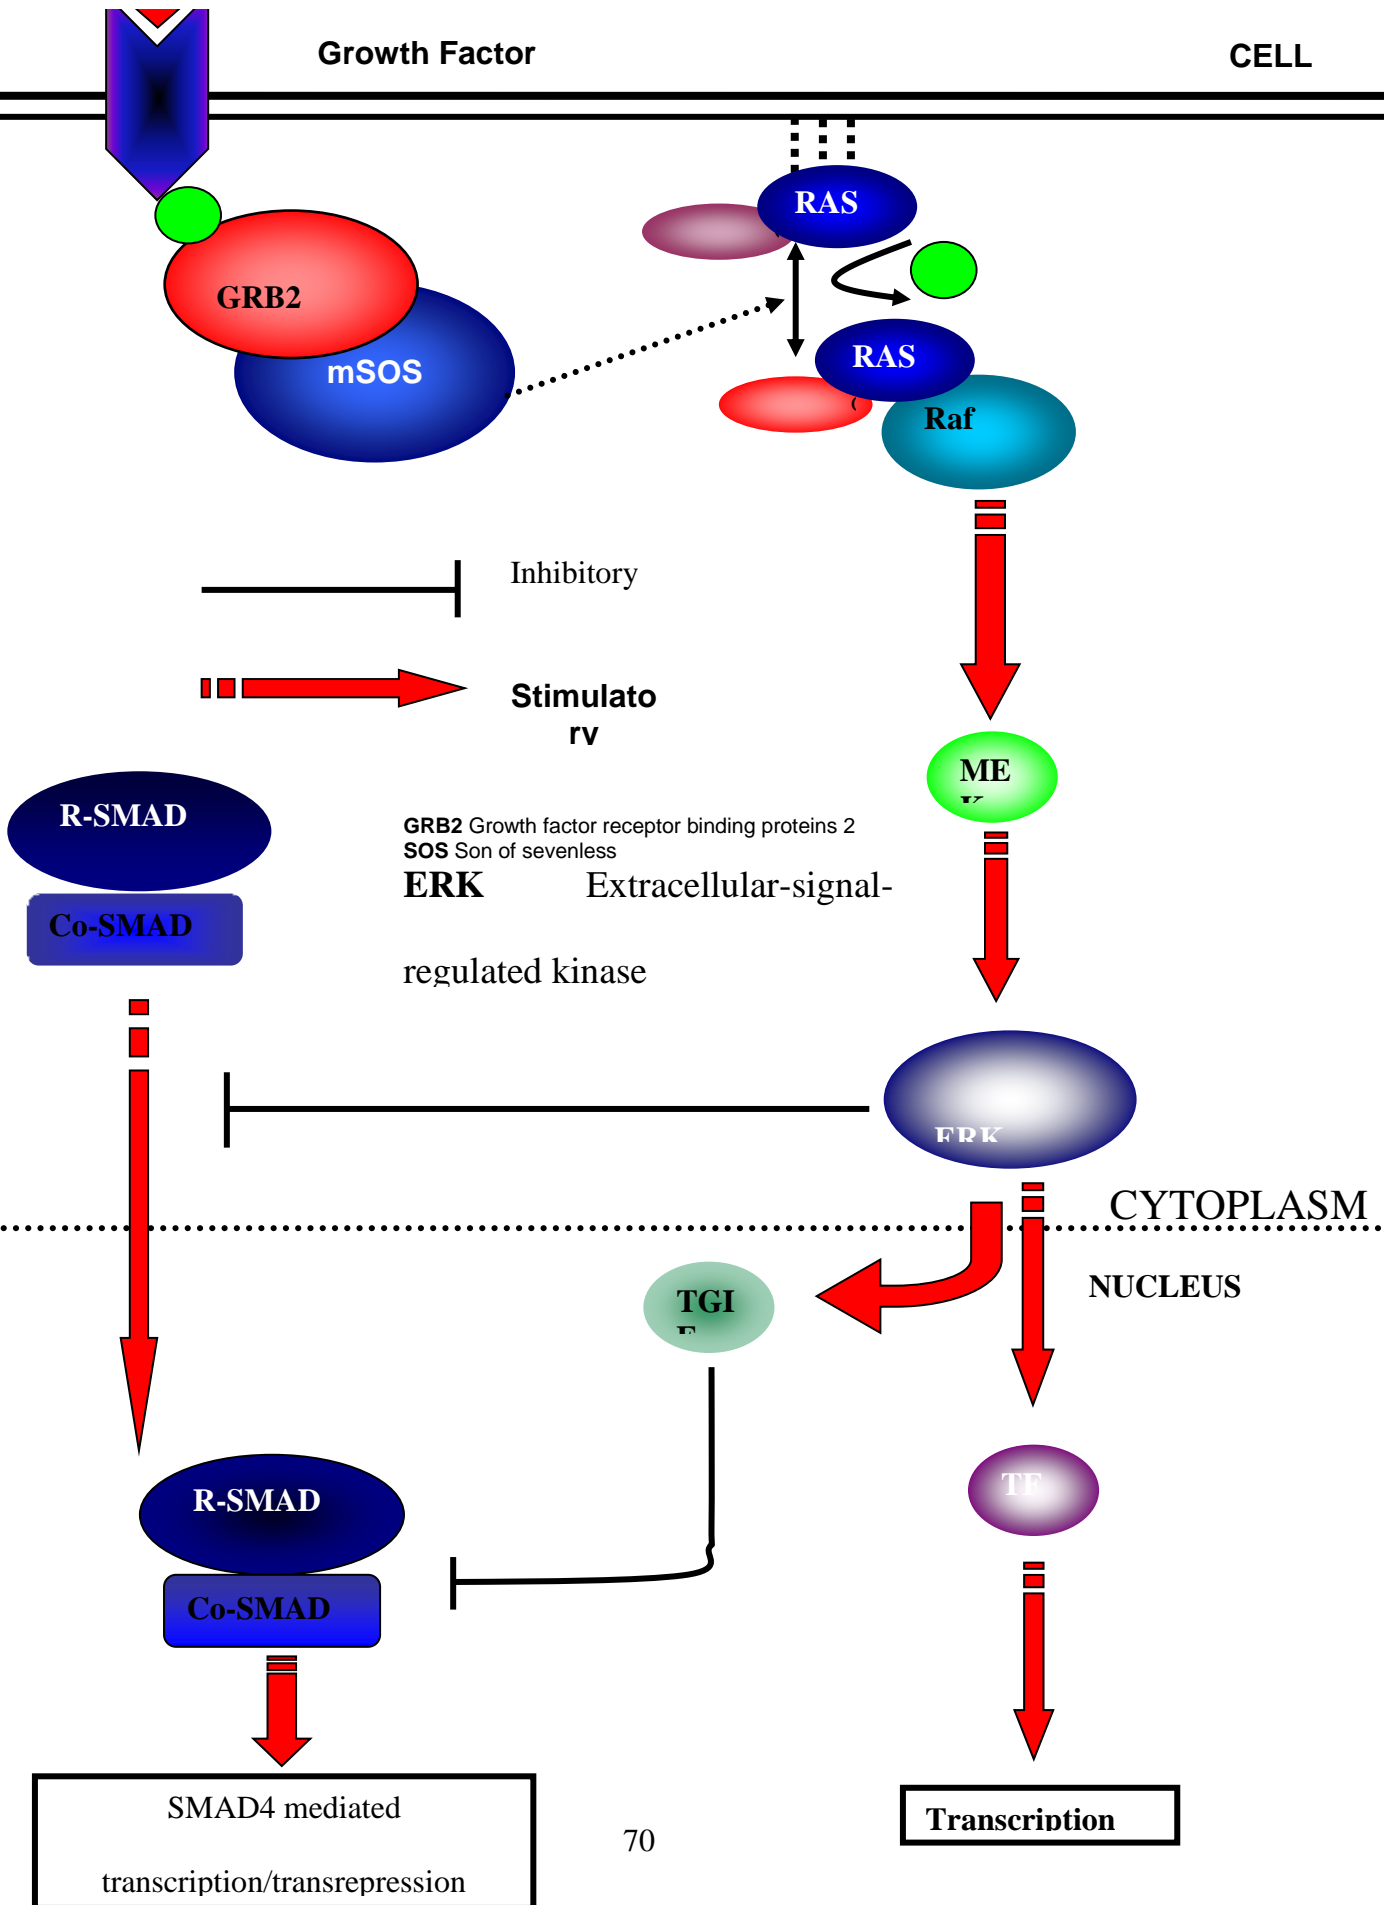 Growth Factor
CELL
RAS
GRB2
mSOS
RAS
Raf
Inhibitory
Stimulato
ry
ME
K
R-SMAD
Co-SMAD
GRB2 Growth factor receptor binding proteins 2
SOS Son of sevenless
ERK Extracellular-signal-
regulated kinase
ERK
CYTOPLASM
NUCLEUS
TGI
F
R-SMAD
Co-SMAD
TF
SMAD4 mediated
transcription/transrepression
Transcription
70